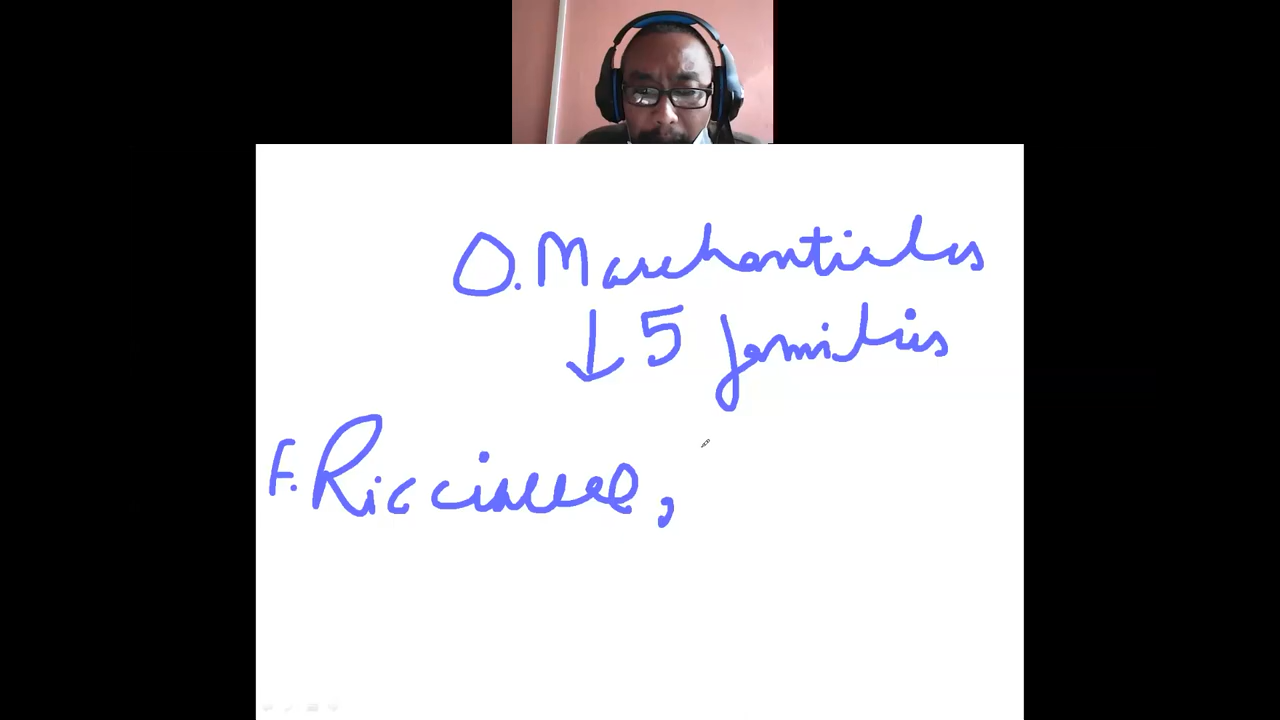 O. Marchantiales
↓ 5 families
F. Ricciaceae,